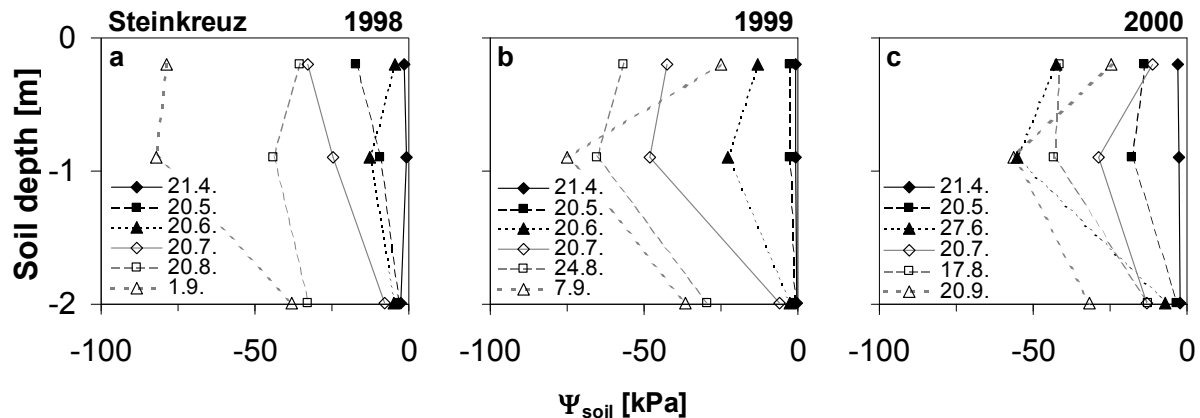 Steinkreuz 1998
1999
2000
Soil depth [m]
0
-1
-2
a
21.4.
20.5.
20.6.
20.7.
20.8.
1.9.
b
21.4.
20.5.
20.6.
20.7.
24.8.
7.9.
c
21.4.
20.5.
27.6.
20.7.
17.8.
20.9.
-100 -50 0
-100 -50 0
-100 -50 0
Ψsoil [kPa]